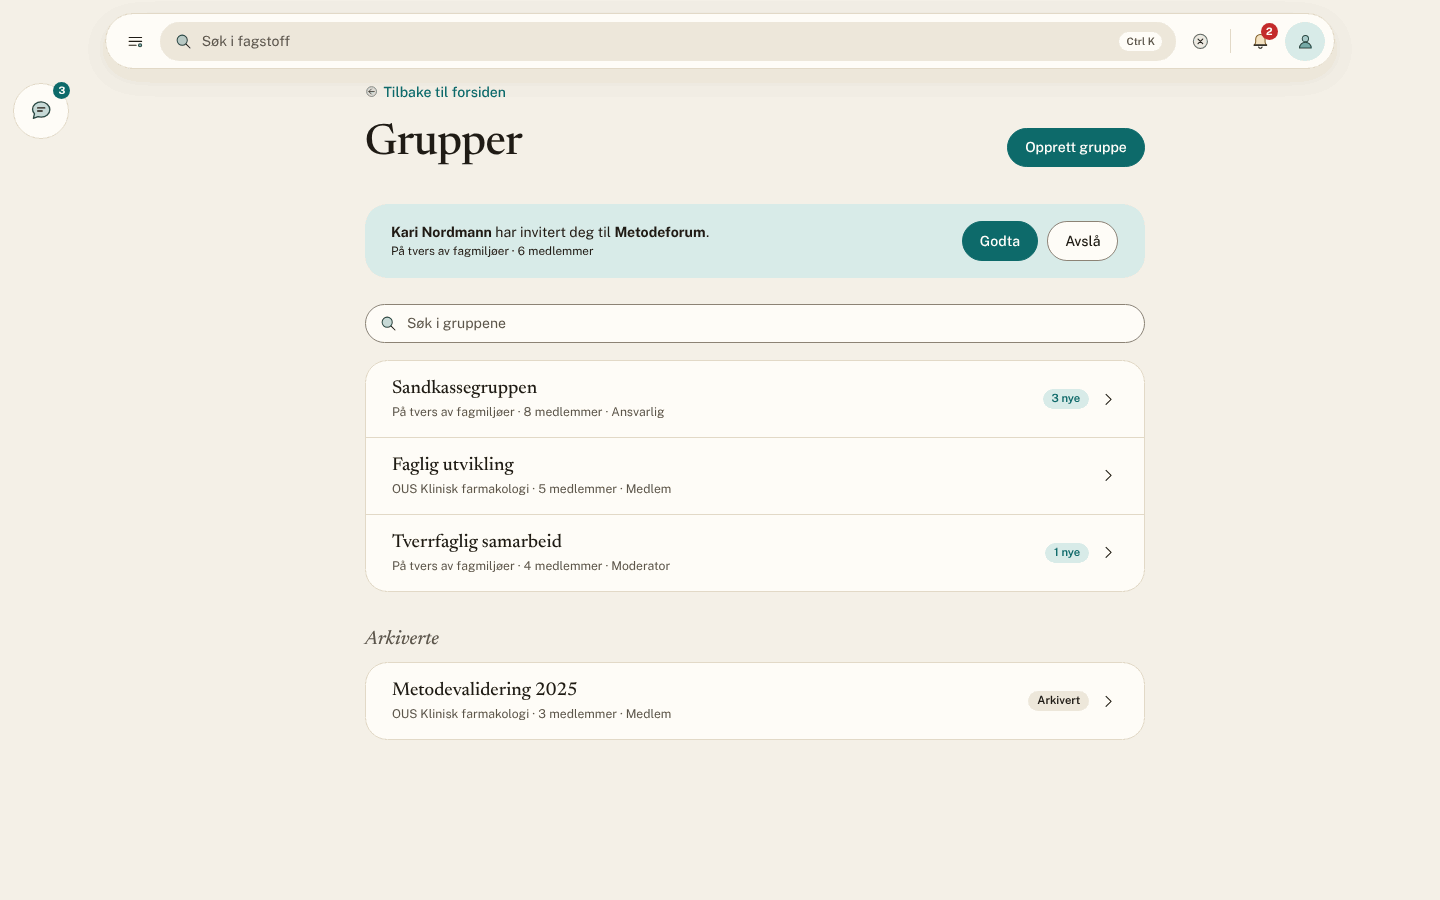 Søk i fagstoff
Ctrl K
2
3
Tilbake til forsiden
Grupper
Opprett gruppe
Kari Nordmann har invitert deg til Metodeforum.
På tvers av fagmiljøer · 6 medlemmer
Godta
Avslå
Søk i gruppene
Sandkassegruppen
På tvers av fagmiljøer · 8 medlemmer · Ansvarlig
3 nye
Faglig utvikling
OUS Klinisk farmakologi · 5 medlemmer · Medlem
Tverrfaglig samarbeid
På tvers av fagmiljøer · 4 medlemmer · Moderator
1 nye
Arkiverte
Metodevalidering 2025
OUS Klinisk farmakologi · 3 medlemmer · Medlem
Arkivert